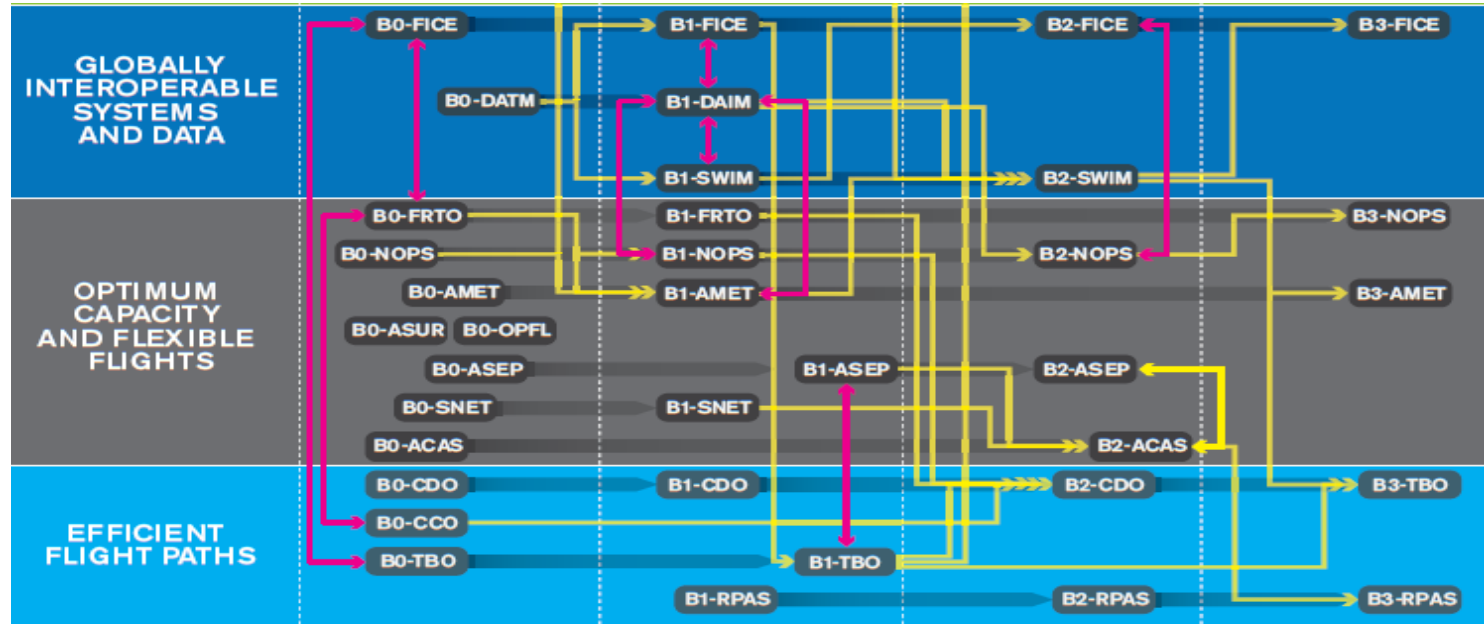 GLOBALLY
INTEROPERABLE
SYSTEMS
AND DATA
B0-FICE
B1-FICE
B2-FICE
B3-FICE
B0-DATM
B1-DAIM
B1-SWIM
B2-SWIM
OPTIMUM
CAPACITY
AND FLEXIBLE
FLIGHTS
B0-FRTO
B1-FRTO
B3-NOPS
B0-NOPS
B1-NOPS
B2-NOPS
B0-AMET
B1-AMET
B3-AMET
B0-ASUR B0-OPFL
B0-ASEP
B1-ASEP
B2-ASEP
B0-SNET
B1-SNET
B0-ACAS
B2-ACAS
EFFICIENT
FLIGHT PATHS
B0-CDO
B1-CDO
B2-CDO
B3-TBO
B0-CCO
B0-TBO
B1-TBO
B1-RPAS
B2-RPAS
B3-RPAS